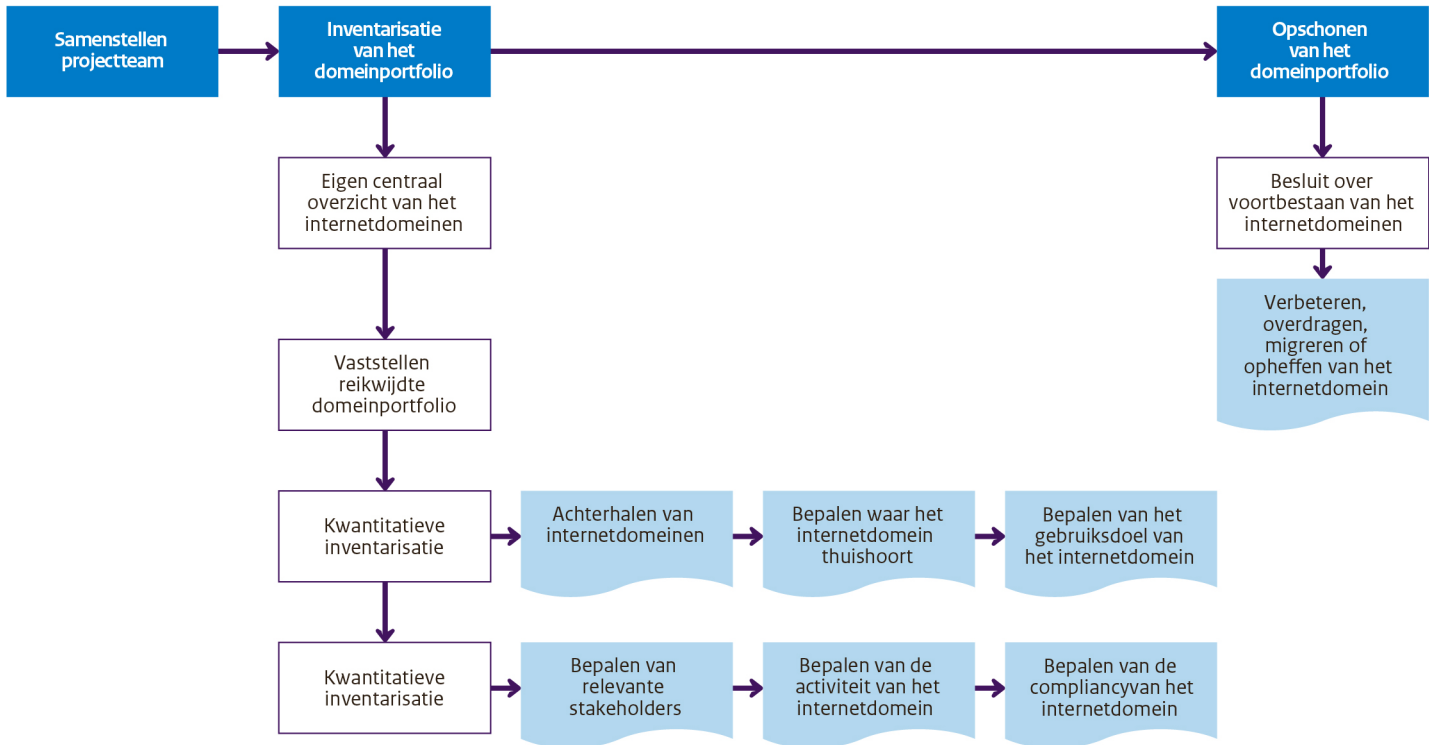 Samenstellen
projectteam
Inventarisatie
van het
domeinportfolio
Opschonen
van het
domeinportfolio
Eigen centraal
overzicht van het
internetdomeinen
Besluit over
voortbestaan van het
internetdomeinen
Verbeteren,
overdragen,
migreren of
opheffen van het
internetdomein
Vaststellen
reikwijdte
domeinportfolio
Kwantitatieve
inventarisatie
Achterhalen van
internetdomeinen
Bepalen waar het
internetdomein
thuishoort
Bepalen van het
gebruiksdoel van
het internetdomein
Kwantitatieve
inventarisatie
Bepalen van
relevante
stakeholders
Bepalen van de
activiteit van het
internetdomein
Bepalen van de
compliancyvan het
internetdomein